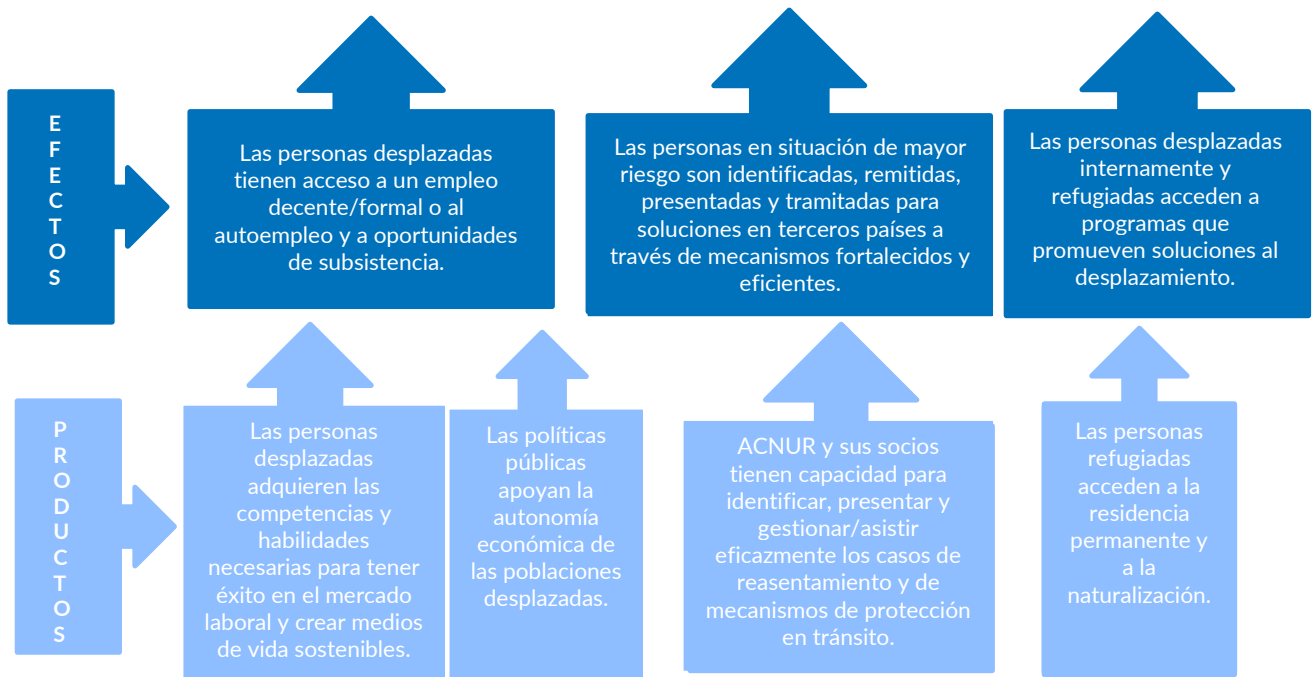 EFECTOS
Las personas desplazadas
tienen acceso a un empleo
decente/formal o al
autoempleo y a oportunidades
de subsistencia.
Las personas en situación de mayor
riesgo son identificadas, remitidas,
presentadas y tramitadas para
soluciones en terceros países a
través de mecanismos fortalecidos y
eficientes.
Las personas desplazadas
internamente y
refugiadas acceden a
programas que
promueven soluciones al
desplazamiento.
PRODUCTOS
Las personas
desplazadas
adquieren las
competencias y
habilidades
necesarias para tener
éxito en el mercado
laboral y crear medios
de vida sostenibles.
Las políticas
públicas
apoyan la
autonomía
económica de
las poblaciones
desplazadas.
ACNUR y sus socios
tienen capacidad para
identificar, presentar y
gestionar/asistir
eficazmente los casos de
reasentamiento y de
mecanismos de protección
en tránsito.
Las personas
refugiadas
acceden a la
residencia
permanente y
a la
naturalización.